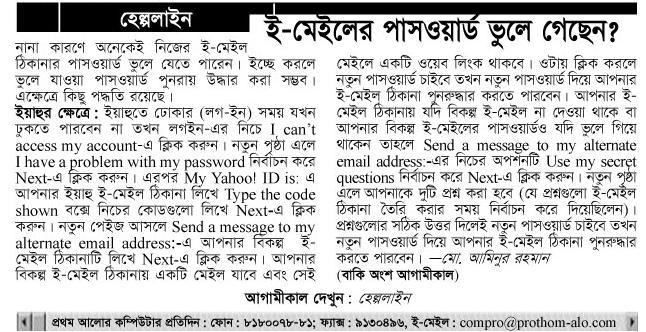 হেল্পলাইন
ই-মেইলের পাসওয়ার্ড ভুলে গেছেন?
নানা কারণে অনেকেই নিজের ই-মেইল
ঠিকানার পাসওয়ার্ড ভুলে যেতে পারেন। ইচ্ছে করলে
ভুলে যাওয়া পাসওয়ার্ড পুনরায় উদ্ধার করা সম্ভব।
এক্ষেত্রে কিছু পদ্ধতি রয়েছে।
ইয়াহুর ক্ষেত্রে : ইয়াহুতে ঢোকার (লগ-ইন) সময় যখন
ঢুকতে পারবেন না তখন লগইন-এর নিচে I can't
access my account-এ ক্লিক করুন। নতুন পৃষ্ঠা এলে
I have a problem with my password নির্বাচন করে
Next-এ ক্লিক করুন। এরপর My Yahoo! ID is: এ
আপনার ইয়াহু ই-মেইল ঠিকানা লিখে Type the code
shown বক্সে নিচের কোডগুলো লিখে Next-এ ক্লিক
করুন। নতুন পেইজ আসলে Send a message to my
alternate email address:-এ আপনার বিকল্প ই-
মেইল ঠিকানাটি লিখে Next-এ ক্লিক করুন। আপনার
বিকল্প ই-মেইল ঠিকানায় একটি মেইল যাবে এবং সেই
মেইলে একটি ওয়েব লিংক থাকবে। ওটায় ক্লিক করলে
নতুন পাসওয়ার্ড চাইবে তখন নতুন পাসওয়ার্ড দিয়ে আপনার
ই-মেইল ঠিকানা পুনরুদ্ধার করতে পারবেন। আপনার ই-
মেইল ঠিকানায় যদি বিকল্প ই-মেইল না দেওয়া থাকে বা
আপনার বিকল্প ই-মেইলের পাসওয়ার্ডও যদি ভুলে গিয়ে
থাকেন তাহলে Send a message to my alternate
email address:-এর নিচের অপশনটি Use my secret
questions নির্বাচন করে Next-এ ক্লিক করুন। নতুন পৃষ্ঠা
এলে আপনাকে দুটি প্রশ্ন করা হবে (যে প্রশ্নগুলো ই-মেইল
ঠিকানা তৈরি করার সময় নির্বাচন করে দিয়েছিলেন)।
প্রশ্নগুলোর সঠিক উত্তর দিলেই নতুন পাসওয়ার্ড চাইবে তখন
নতুন পাসওয়ার্ড দিয়ে আপনার ই-মেইল ঠিকানা পুনরুদ্ধার
করতে পারবেন। —মো. আমিনুর রহমান
(বাকি অংশ আগামীকাল)
আগামীকাল দেখুন : হেল্পলাইন
প্রথম আলোর কম্পিউটার প্রতিদিন : ফোন : ৮১৮০০৭৮-৮১; ফ্যাক্স : ৯১৩০৪৯৬, ই-মেইল : compro@prothom-alo.com